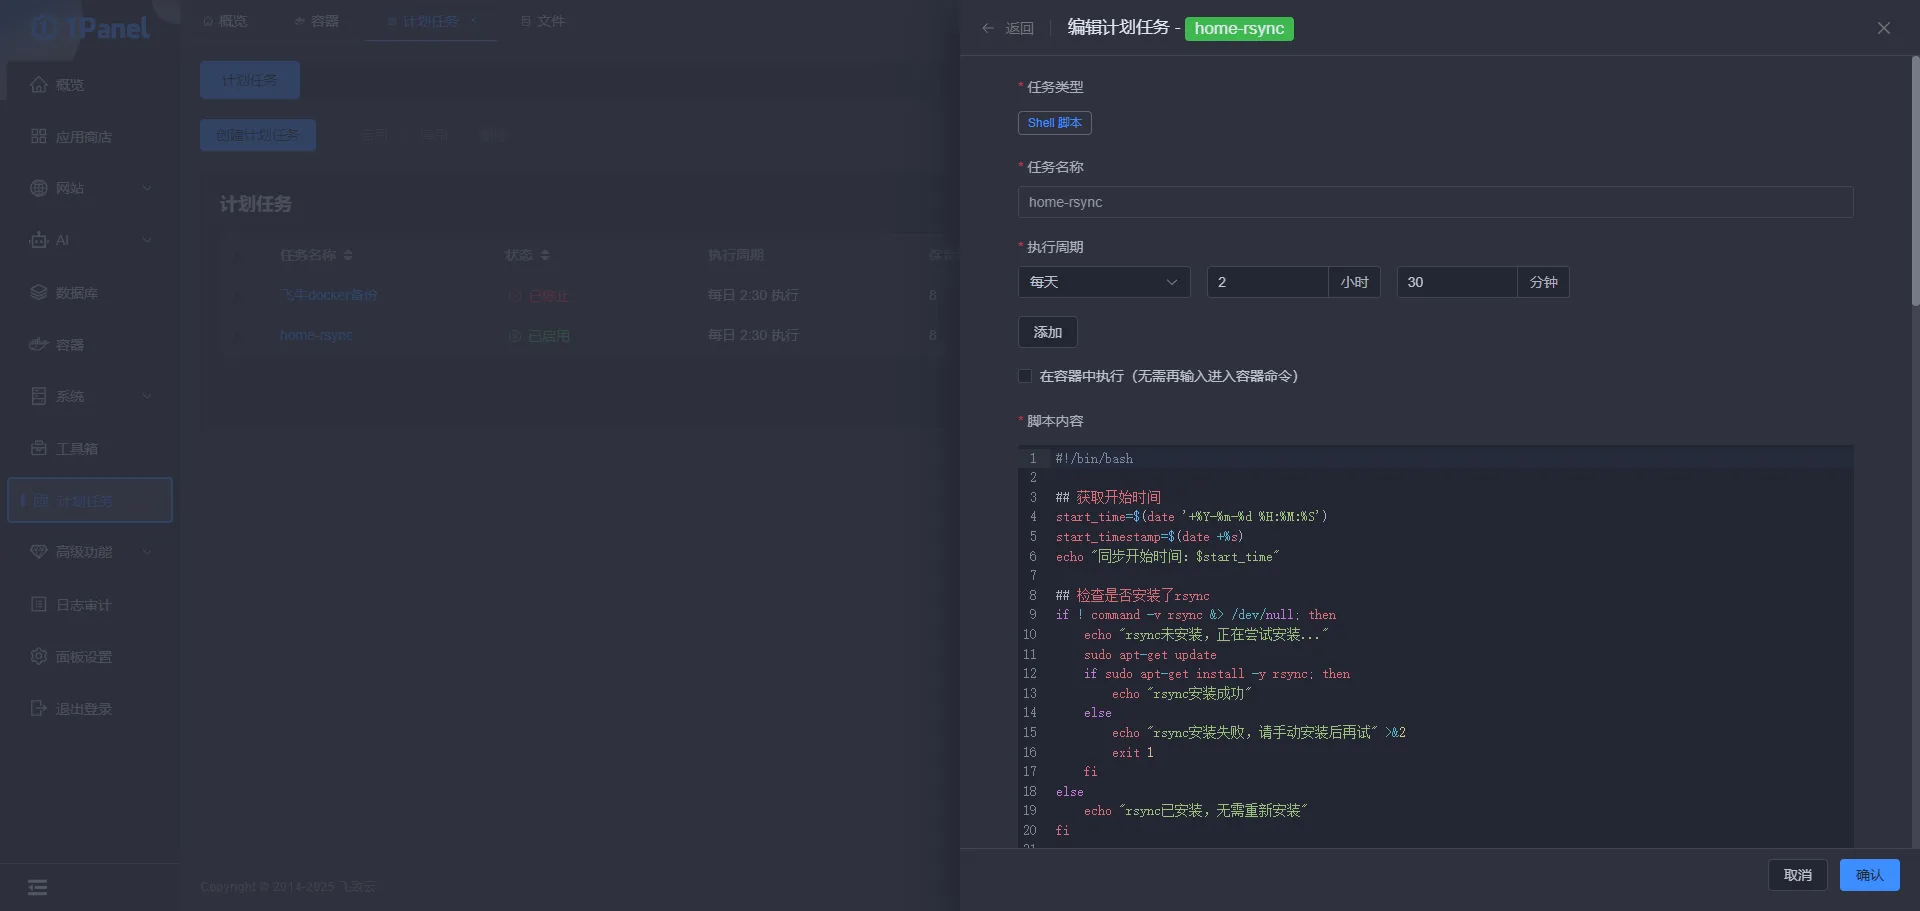 1Panel
概览
应用商店
网站
AI
数据库
容器
系统
工具箱
计划任务
高级功能
日志审计
面板设置
退出登录
概览
容器
计划任务
文件
计划任务
创建计划任务
启用
停用
删除
计划任务
任务名称
状态
执行周期
飞牛docker备份
已停止
每日 2:30 执行
8
home-rsync
已启用
每日 2:30 执行
8
Copyright © 2014-2025 飞致云
返回
编辑计划任务 - home-rsync
* 任务类型
Shell 脚本
* 任务名称
home-rsync
* 执行周期
每天
2 小时
30 分钟
添加
在容器中执行（无需再输入进入容器命令）
* 脚本内容
1 #!/bin/bash
2
3 ## 获取开始时间
4 start_time=$(date '+%Y-%m-%d %H:%M:%S')
5 start_timestamp=$(date +%s)
6 echo "同步开始时间: $start_time"
7
8 ## 检查是否安装了rsync
9 if ! command -v rsync &> /dev/null; then
10 echo "rsync未安装，正在尝试安装..."
11 sudo apt-get update
12 if sudo apt-get install -y rsync; then
13 echo "rsync安装成功"
14 else
15 echo "rsync安装失败，请手动安装后再试" >&2
16 exit 1
17 fi
18 else
19 echo "rsync已安装，无需重新安装"
20 fi
取消
确认